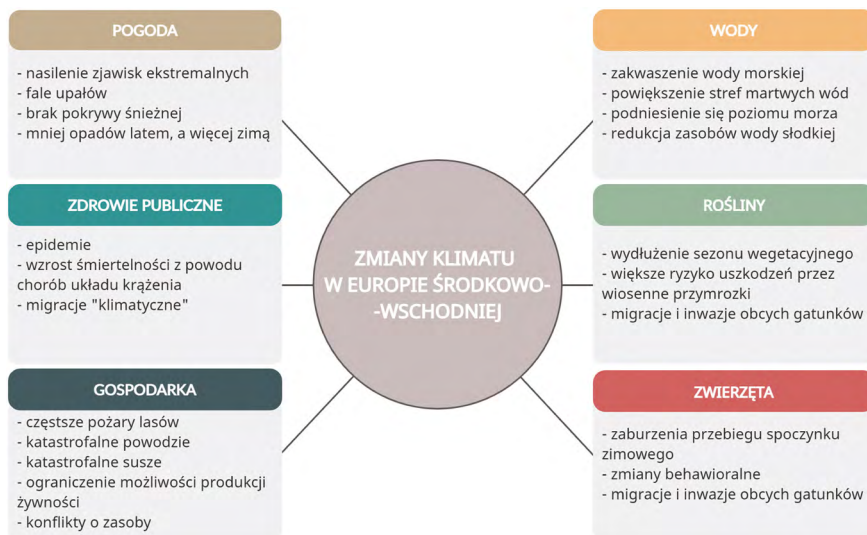 POGODA
- nasilenie zjawisk ekstremalnych
- fale upałów
- brak pokrywy śnieżnej
- mniej opadów latem, a więcej zimą
ZDROWIE PUBLICZNE
- epidemie
- wzrost śmiertelności z powodu
chorób układu krążenia
- migracje "klimatyczne"
GOSPODARKA
- częstsze pożary lasów
- katastrofalne powodzie
- katastrofalne susze
- ograniczenie możliwości produkcji
żywności
- konflikty o zasoby
ZMIANY KLIMATU
W EUROPIE ŚRODKOWO-
-WSCHODNIEJ
WODY
- zakwaszenie wody morskiej
- powiększenie stref martwych wód
- podniesienie się poziomu morza
- redukcja zasobów wody słodkiej
ROŚLINY
- wydłużenie sezonu wegetacyjnego
- większe ryzyko uszkodzeń przez
wiosenne przymrozki
- migracje i inwazje obcych gatunków
ZWIERZĘTA
- zaburzenia przebiegu spoczynku
zimowego
- zmiany behawioralne
- migracje i inwazje obcych gatunków